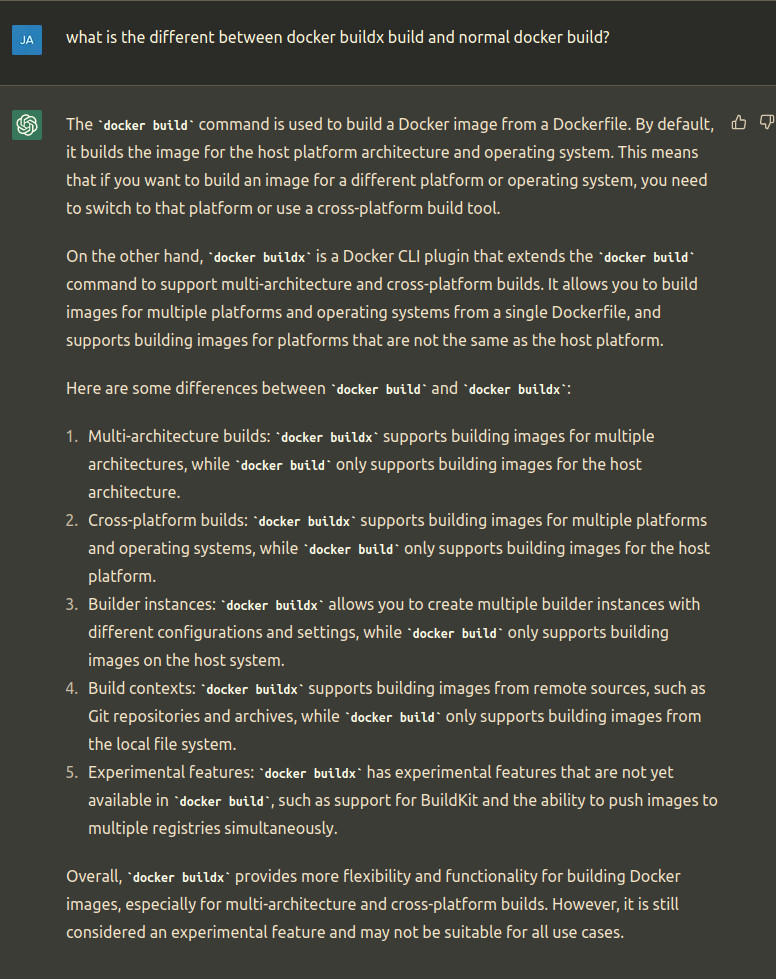 JA
what is the different between docker buildx build and normal docker build?
The `docker build` command is used to build a Docker image from a Dockerfile. By default,
it builds the image for the host platform architecture and operating system. This means
that if you want to build an image for a different platform or operating system, you need
to switch to that platform or use a cross-platform build tool.
On the other hand, `docker buildx` is a Docker CLI plugin that extends the `docker build`
command to support multi-architecture and cross-platform builds. It allows you to build
images for multiple platforms and operating systems from a single Dockerfile, and
supports building images for platforms that are not the same as the host platform.
Here are some differences between `docker build` and `docker buildx`:
1. Multi-architecture builds: `docker buildx` supports building images for multiple
architectures, while `docker build` only supports building images for the host
architecture.
2. Cross-platform builds: `docker buildx` supports building images for multiple platforms
and operating systems, while `docker build` only supports building images for the host
platform.
3. Builder instances: `docker buildx` allows you to create multiple builder instances with
different configurations and settings, while `docker build` only supports building
images on the host system.
4. Build contexts: `docker buildx` supports building images from remote sources, such as
Git repositories and archives, while `docker build` only supports building images from
the local file system.
5. Experimental features: `docker buildx` has experimental features that are not yet
available in `docker build`, such as support for BuildKit and the ability to push images to
multiple registries simultaneously.
Overall, `docker buildx` provides more flexibility and functionality for building Docker
images, especially for multi-architecture and cross-platform builds. However, it is still
considered an experimental feature and may not be suitable for all use cases.